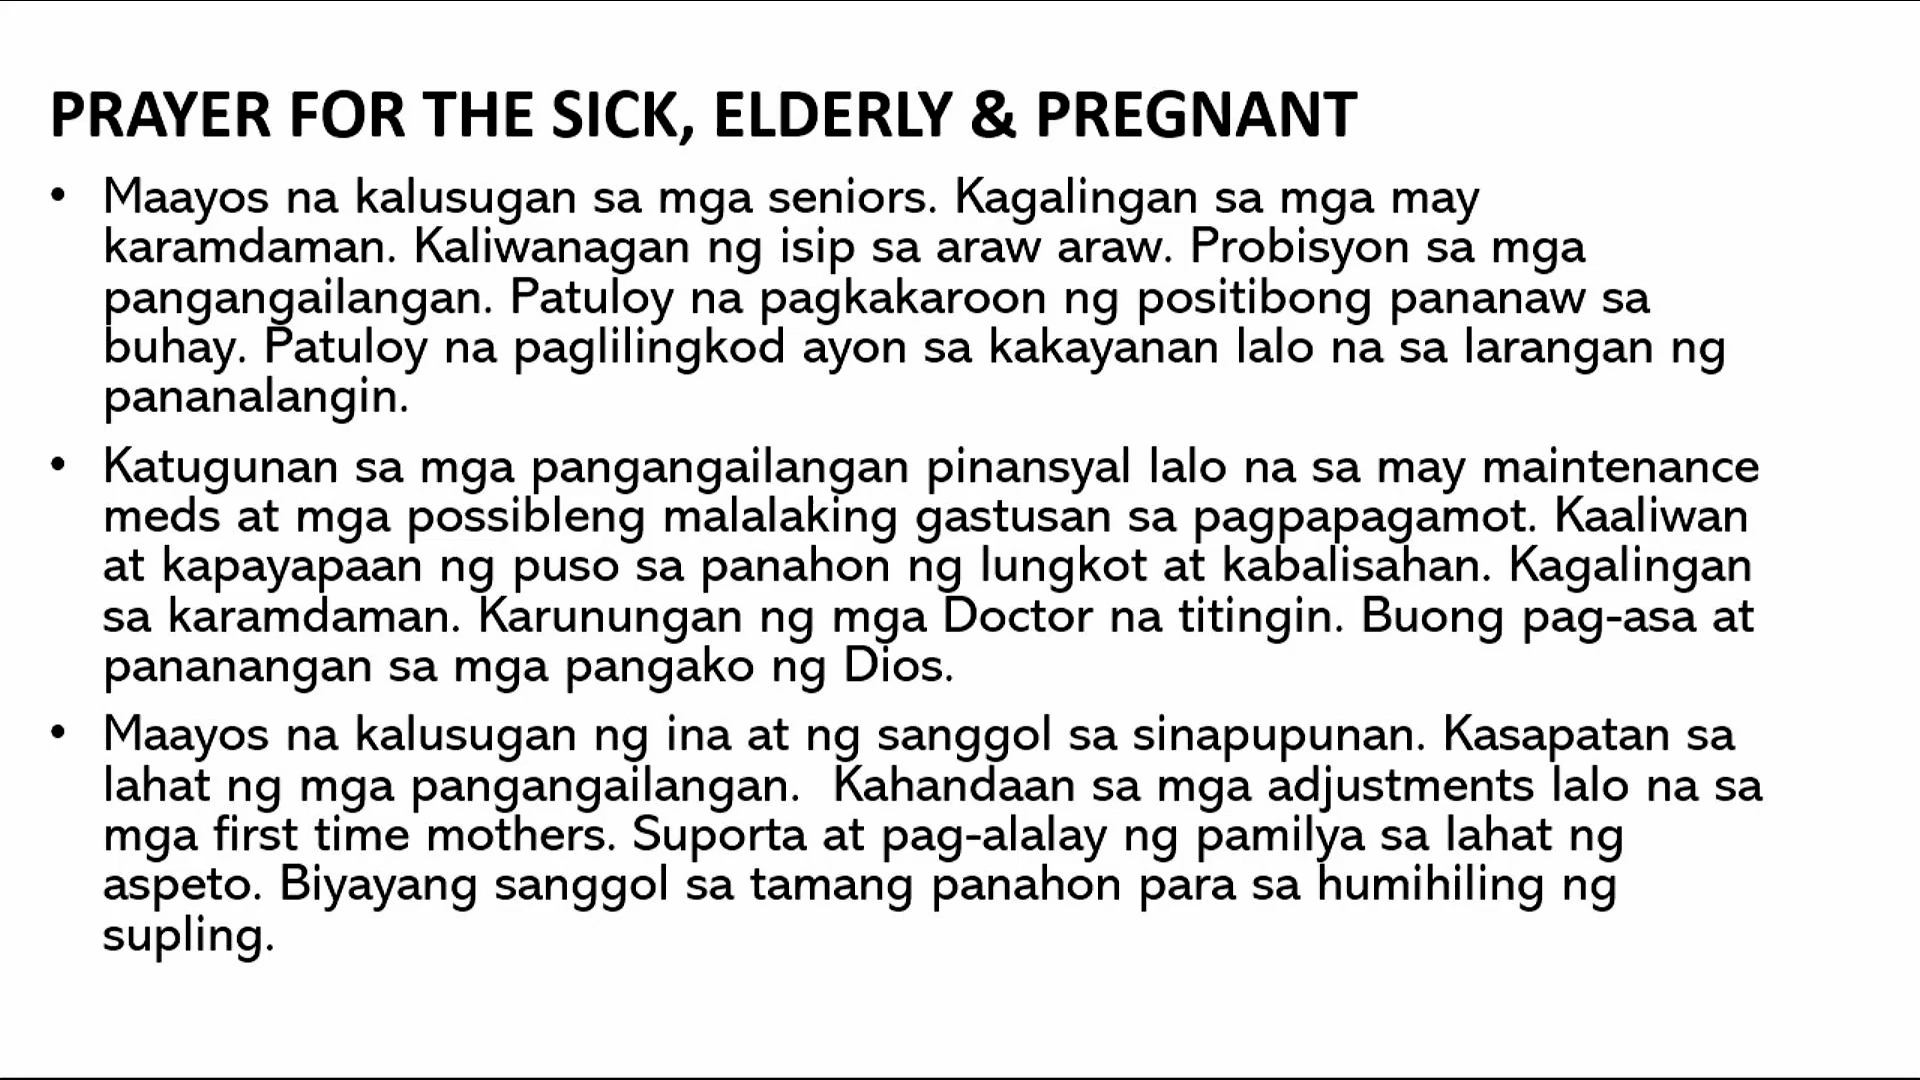 PRAYER FOR THE SICK, ELDERLY & PREGNANT
• Maayos na kalusugan sa mga seniors. Kagalingan sa mga may
karamdaman. Kaliwanagan ng isip sa araw araw. Probisyon sa mga
pangangailangan. Patuloy na pagkakaroon ng positibong pananaw sa
buhay. Patuloy na paglilingkod ayon sa kakayanan lalo na sa larangan ng
pananalangin.
• Katugunan sa mga pangangailangan pinansyal lalo na sa may maintenance
meds at mga possibleng malalaking gastusan sa pagpapagamot. Kaaliwan
at kapayapaan ng puso sa panahon ng lungkot at kabalisahan. Kagalingan
sa karamdaman. Karunungan ng mga Doctor na titingin. Buong pag-asa at
pananangan sa mga pangako ng Dios.
• Maayos na kalusugan ng ina at ng sanggol sa sinapupunan. Kasapatan sa
lahat ng mga pangangailangan.  Kahandaan sa mga adjustments lalo na sa
mga first time mothers. Suporta at pag-alalay ng pamilya sa lahat ng
aspeto. Biyayang sanggol sa tamang panahon para sa humihiling ng
supling.